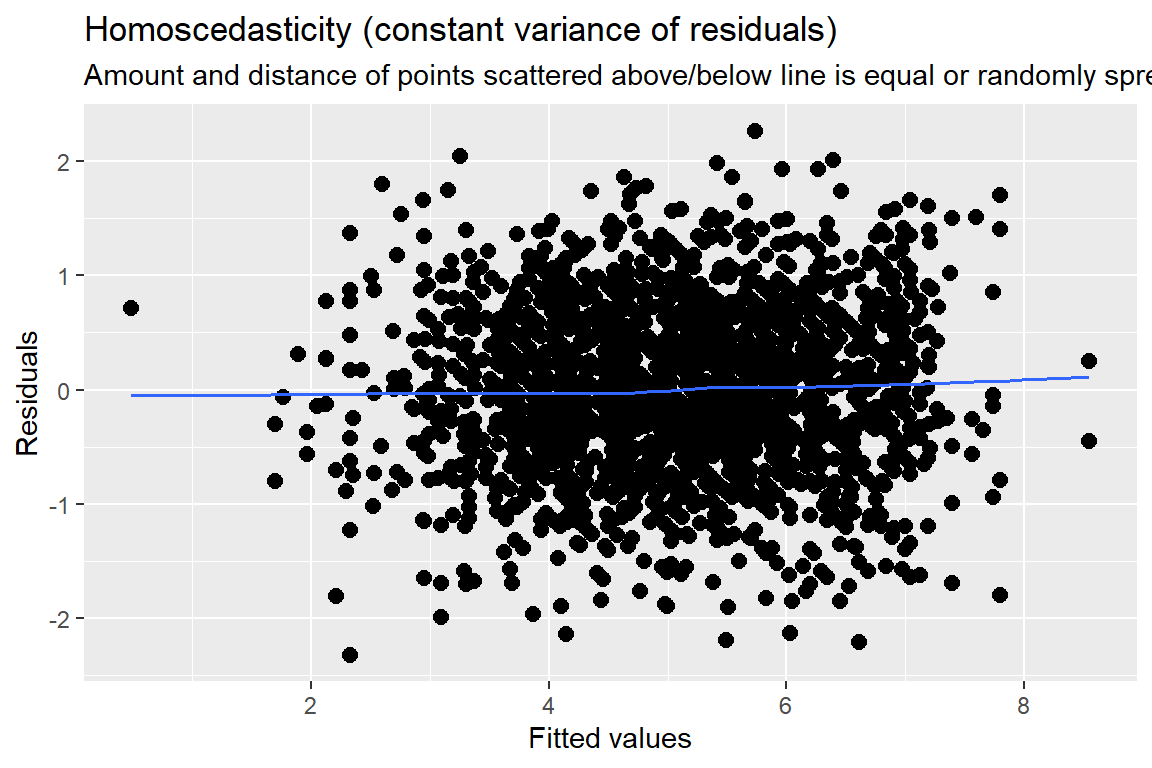 Homoscedasticity (constant variance of residuals)
Amount and distance of points scattered above/below line is equal or randomly spre
2
1
0
-1
-2
Residuals
2 4 6 8
Fitted values